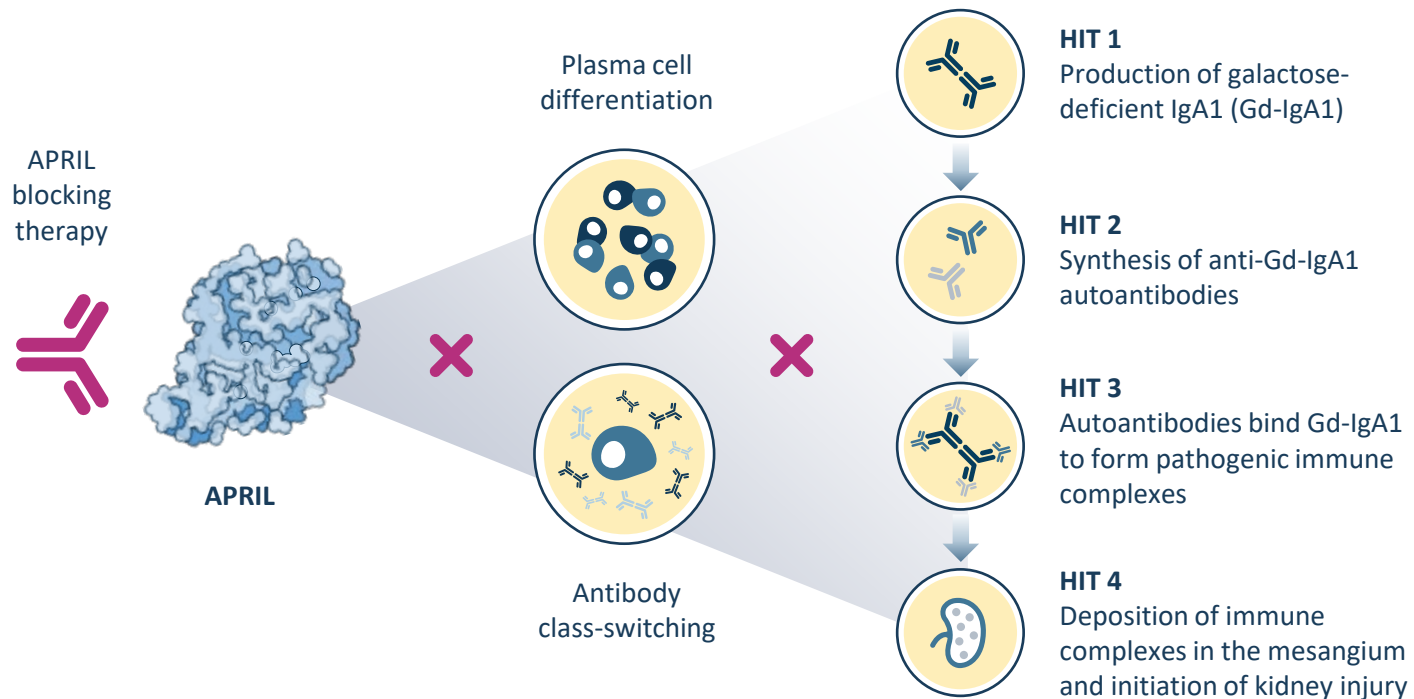 APRIL
blocking
therapy
APRIL
Plasma cell
differentiation
Antibody
class-switching
HIT 1
Production of galactose-
deficient IgA1 (Gd-IgA1)
HIT 2
Synthesis of anti-Gd-IgA1
autoantibodies
HIT 3
Autoantibodies bind Gd-IgA1
to form pathogenic immune
complexes
HIT 4
Deposition of immune
complexes in the mesangium
and initiation of kidney injury